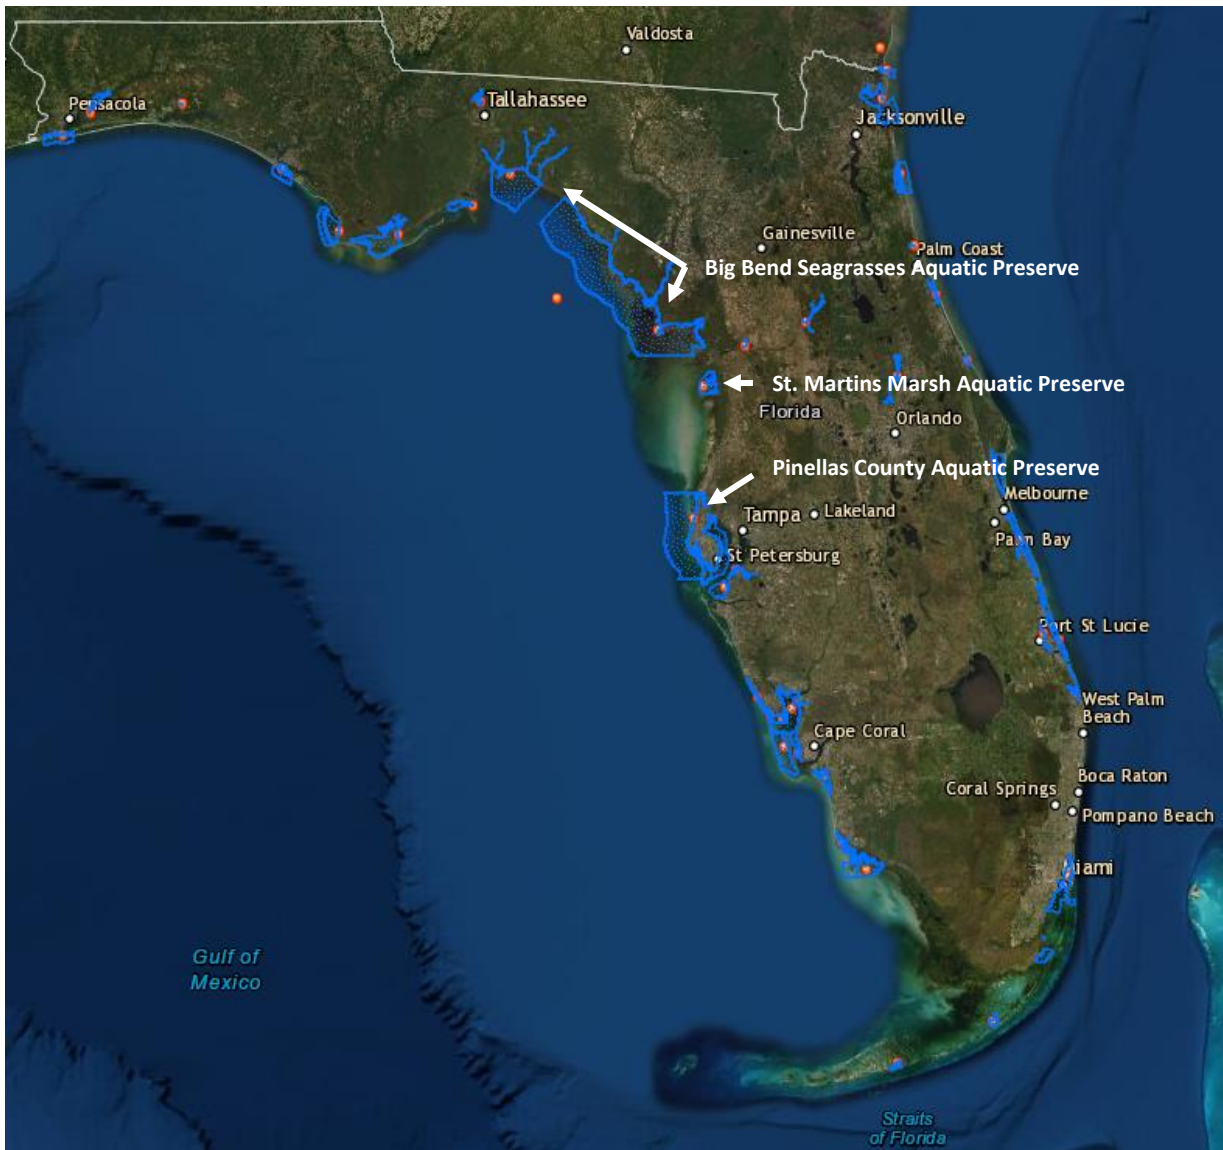 Valdosta
Pensacola
Tallahassee
Jacksonville
Gainesville
Palm Coast
Big Bend Seagrasses Aquatic Preserve
St. Martins Marsh Aquatic Preserve
Florida
Orlando
Pinellas County Aquatic Preserve
Melbourne
Tampa
Lakeland
Palm Bay
St Petersburg
Port St Lucie
West Palm
Beach
Cape Coral
Boca Raton
Coral Springs
Pompano Beach
Miami
Gulf of
Mexico
Straits
of Florida